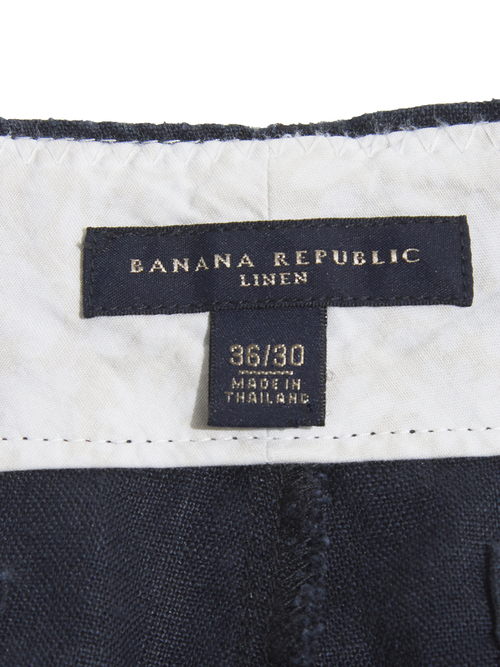 BANANA REPUBLIC
LINEN
36/30
MADE IN
THAILAND